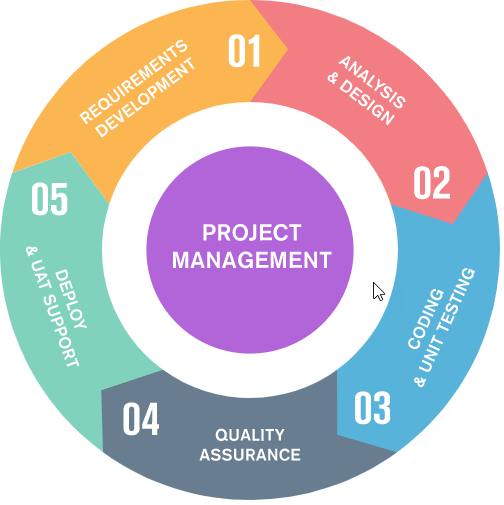 01
REQUIREMENTS
DEVELOPMENT
02
ANALYSIS
& DESIGN
03
CODING
& UNIT TESTING
04
QUALITY
ASSURANCE
05
DEPLOY
& UAT SUPPORT
PROJECT
MANAGEMENT